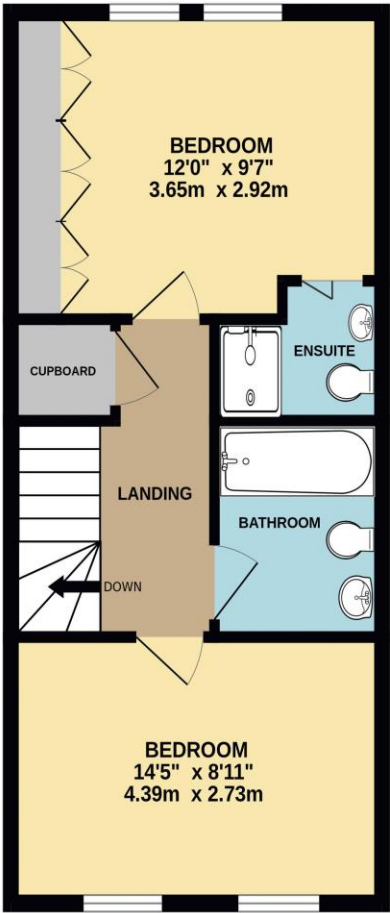 BEDROOM
12'0" x 9'7"
3.65m x 2.92m
ENSUITE
CUPBOARD
LANDING
BATHROOM
DOWN
BEDROOM
14'5" x 8'11"
4.39m x 2.73m